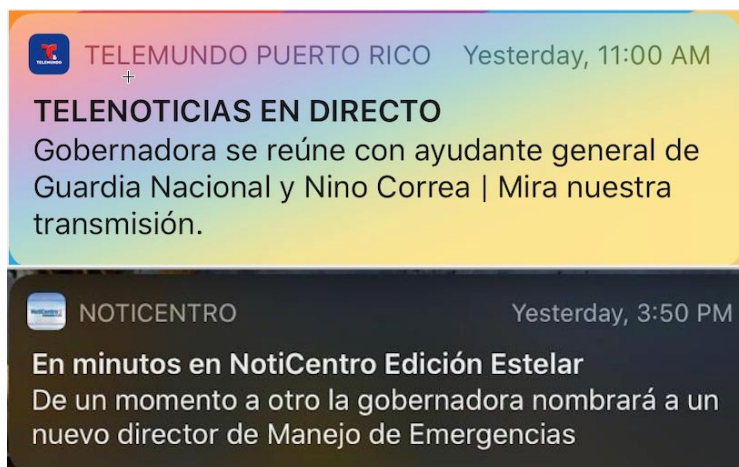 TELEMUNDO PUERTO RICO Yesterday, 11:00 AM
TELEMUNDO
TELENOTICIAS EN DIRECTO
Gobernadora se reúne con ayudante general de
Guardia Nacional y Nino Correa | Mira nuestra
transmisión.
NotiCentro
NOTICENTRO Yesterday, 3:50 PM
En minutos en NotiCentro Edición Estelar
De un momento a otro la gobernadora nombrará a un
nuevo director de Manejo de Emergencias